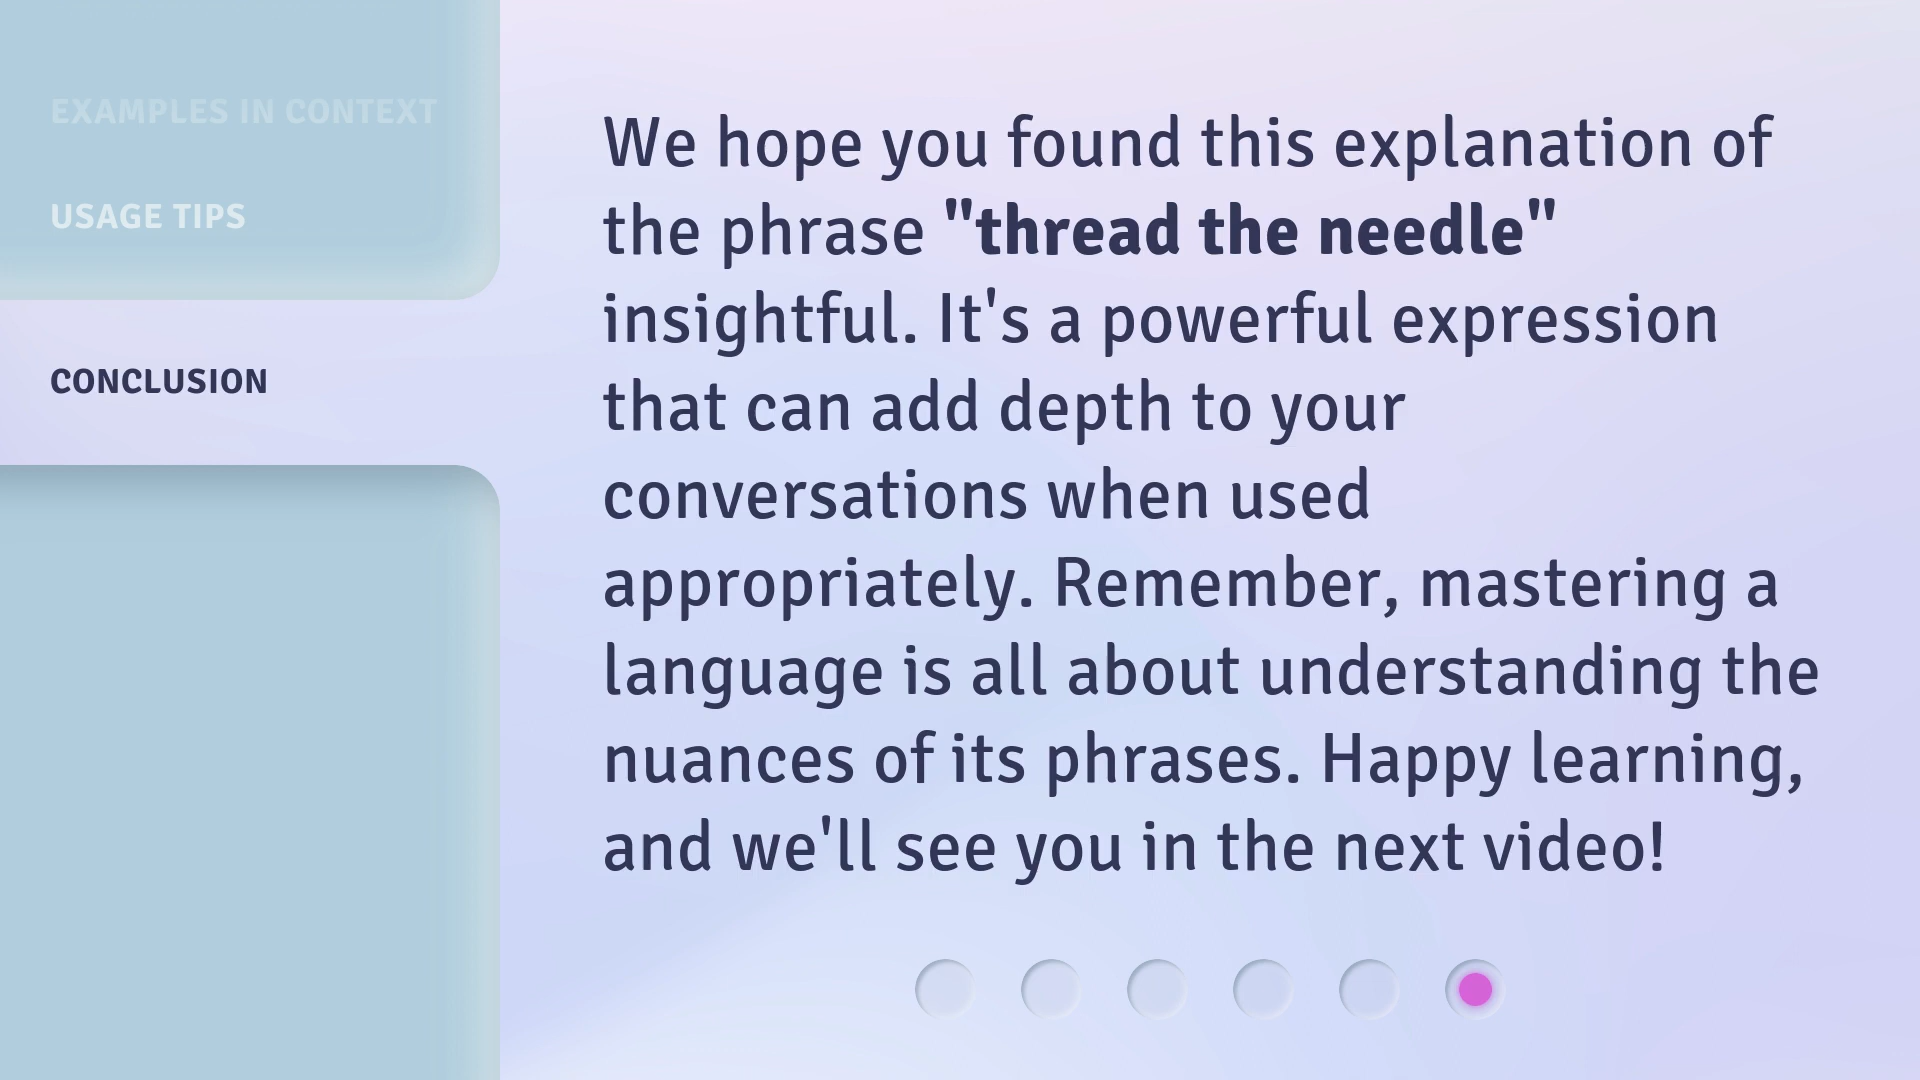 EXAMPLES IN CONTEXT
USAGE TIPS
CONCLUSION
We hope you found this explanation of
the phrase "thread the needle"
insightful. It's a powerful expression
that can add depth to your
conversations when used
appropriately. Remember, mastering a
language is all about understanding the
nuances of its phrases. Happy learning,
and we'll see you in the next video!